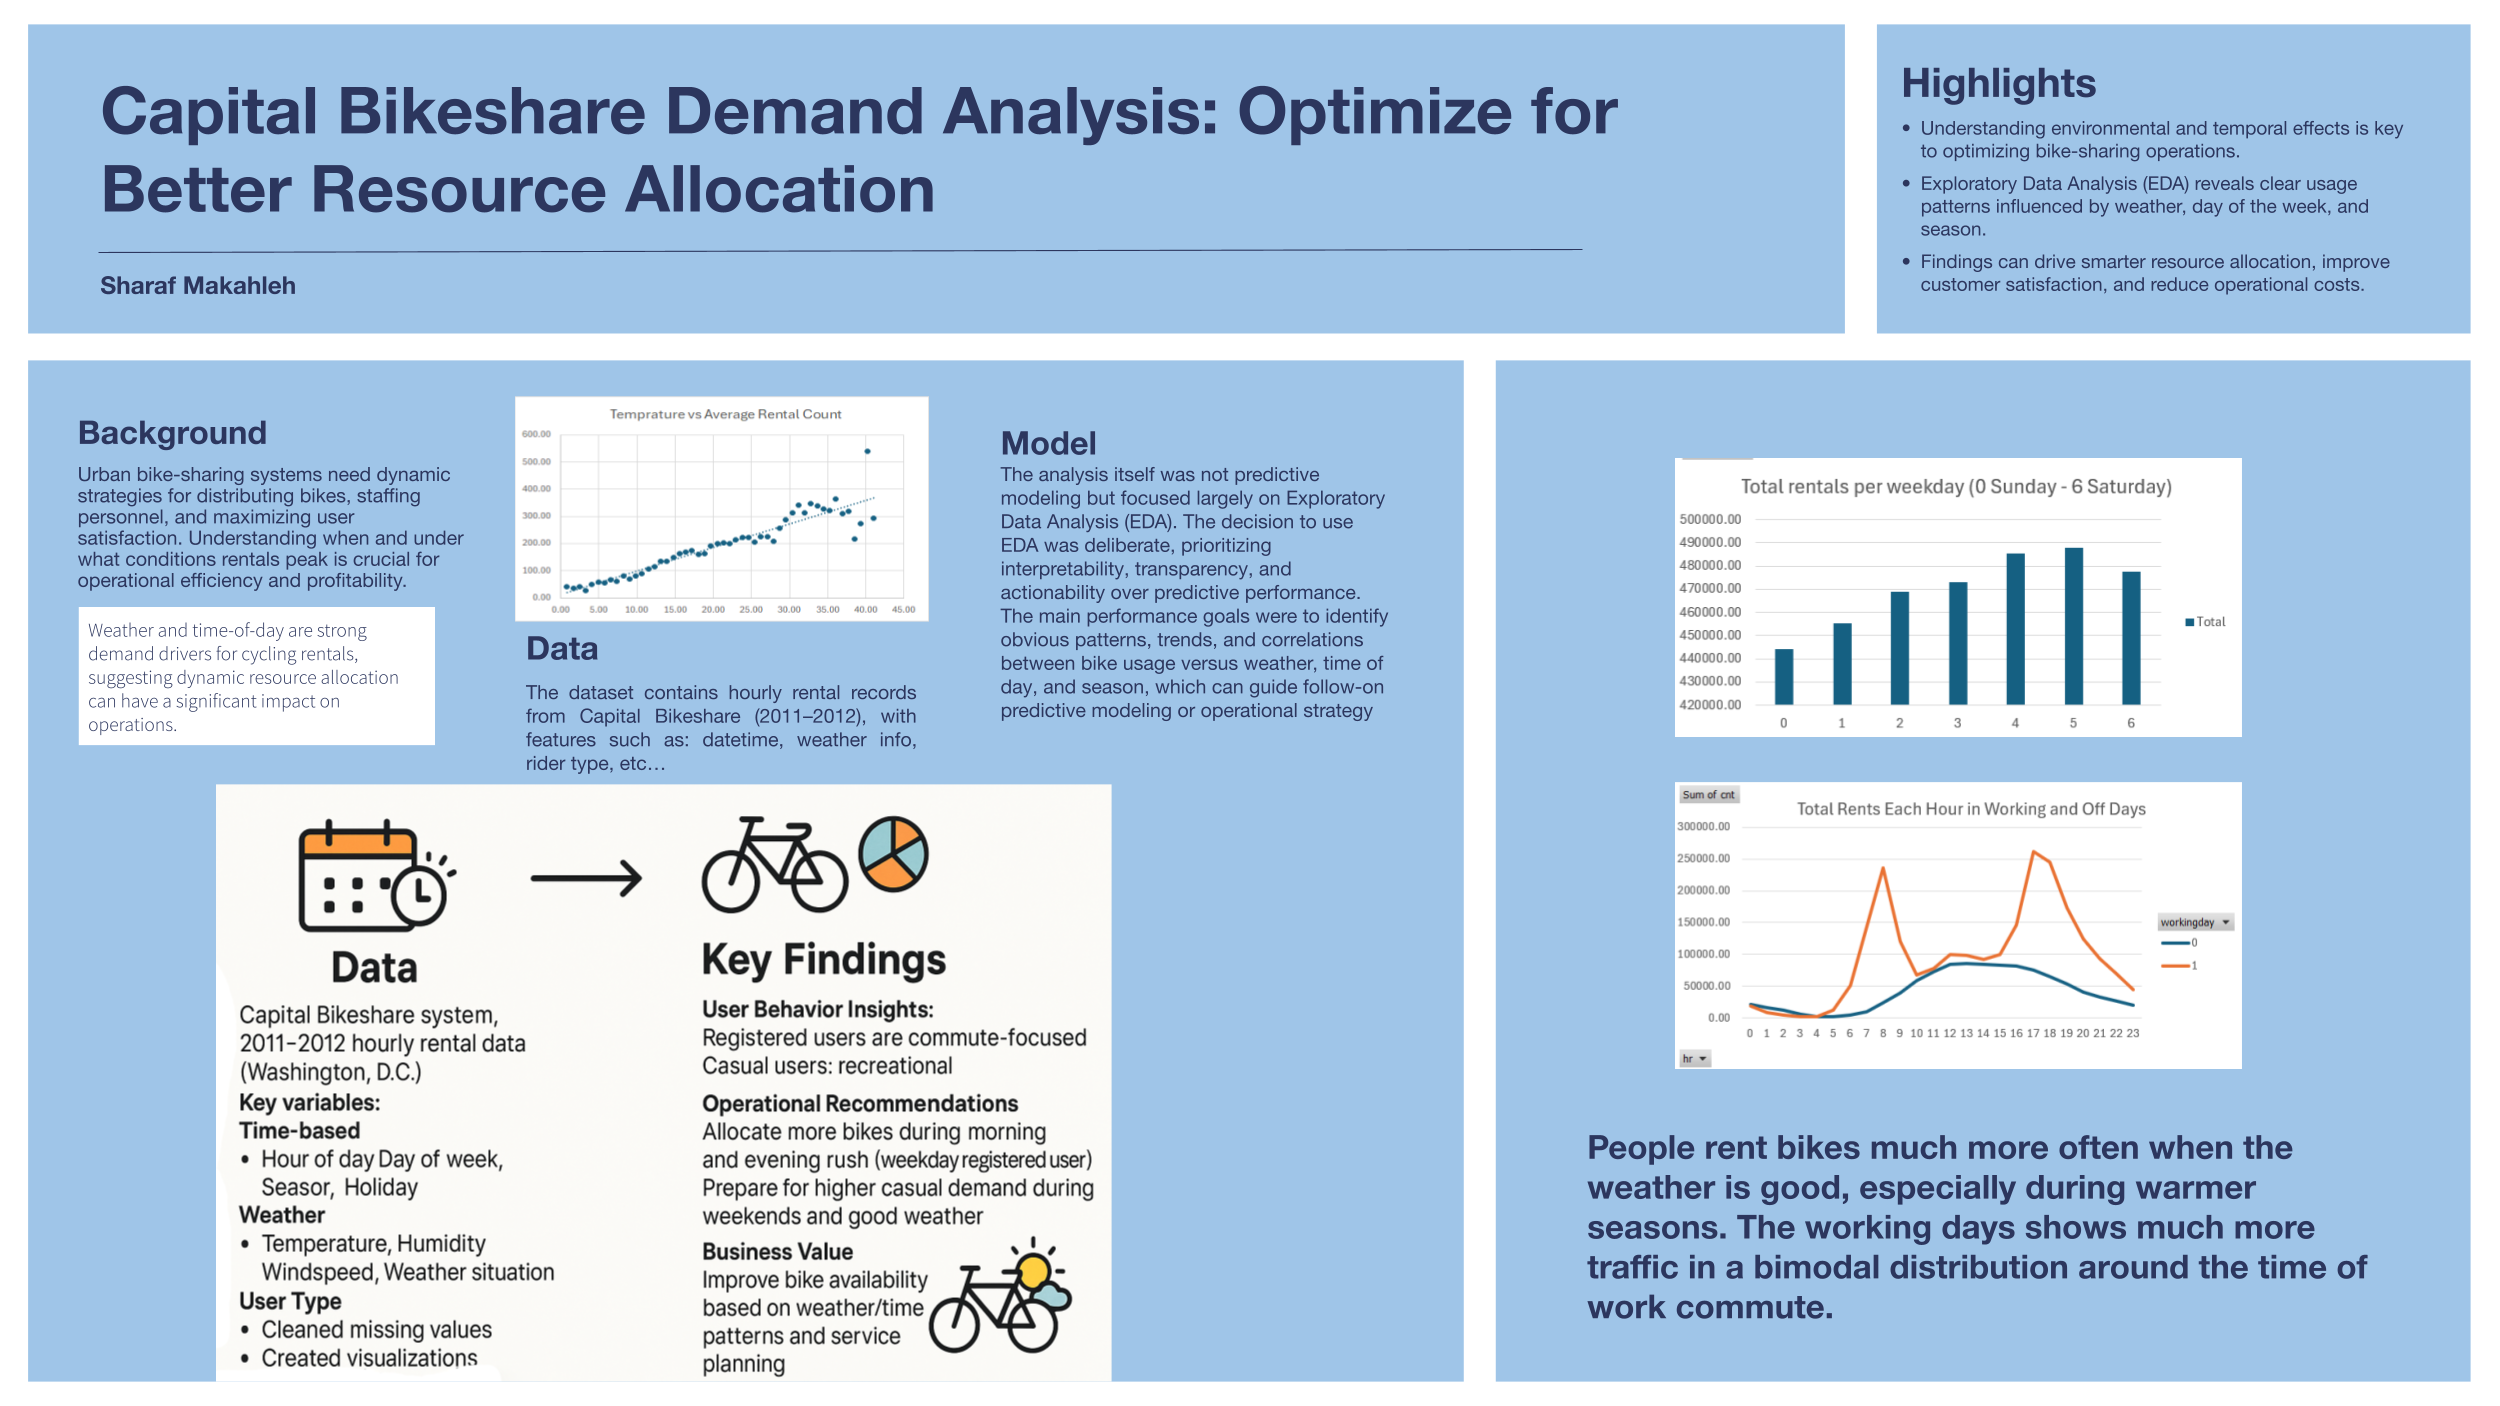 Capital Bikeshare Demand Analysis: Optimize for
Better Resource Allocation
Sharaf Makahleh
Highlights
• Understanding environmental and temporal effects is key
to optimizing bike-sharing operations.
• Exploratory Data Analysis (EDA) reveals clear usage
patterns influenced by weather, day of the week, and
season.
• Findings can drive smarter resource allocation, improve
customer satisfaction, and reduce operational costs.
Background
Urban bike-sharing systems need dynamic
strategies for distributing bikes, staffing
personnel, and maximizing user
satisfaction. Understanding when and under
what conditions rentals peak is crucial for
operational efficiency and profitability.
Weather and time-of-day are strong
demand drivers for cycling rentals,
suggesting dynamic resource allocation
can have a significant impact on
operations.
Temprature vs Average Rental Count
600.00
500.00
400.00
300.00
200.00
100.00
0.00
0.00 5.00 10.00 15.00 20.00 25.00 30.00 35.00 40.00 45.00
Data
The dataset contains hourly rental records
from Capital Bikeshare (2011–2012), with
features such as: datetime, weather info,
rider type, etc…
Model
The analysis itself was not predictive
modeling but focused largely on Exploratory
Data Analysis (EDA). The decision to use
EDA was deliberate, prioritizing
interpretability, transparency, and
actionability over predictive performance.
The main performance goals were to identify
obvious patterns, trends, and correlations
between bike usage versus weather, time of
day, and season, which can guide follow-on
predictive modeling or operational strategy
Data
Capital Bikeshare system,
2011–2012 hourly rental data
(Washington, D.C.)
Key variables:
Time-based
• Hour of day Day of week,
Seasor, Holiday
Weather
• Temperature, Humidity
Windspeed, Weather situation
User Type
• Cleaned missing values
• Created visualizations
Key Findings
User Behavior Insights:
Registered users are commute-focused
Casual users: recreational
Operational Recommendations
Allocate more bikes during morning
and evening rush (weekday registered user)
Prepare for higher casual demand during
weekends and good weather
Business Value
Improve bike availability
based on weather/time
patterns and service
planning
Total rentals per weekday (0 Sunday - 6 Saturday)
500000.00
490000.00
480000.00
470000.00
460000.00
450000.00
440000.00
430000.00
420000.00
0 1 2 3 4 5 6
Total
Sum of cnt
Total Rents Each Hour in Working and Off Days
300000.00
250000.00
200000.00
150000.00
100000.00
50000.00
0.00
0 1 2 3 4 5 6 7 8 9 10 11 12 13 14 15 16 17 18 19 20 21 22 23
workingday
0
1
hr
People rent bikes much more often when the
weather is good, especially during warmer
seasons. The working days shows much more
traffic in a bimodal distribution around the time of
work commute.